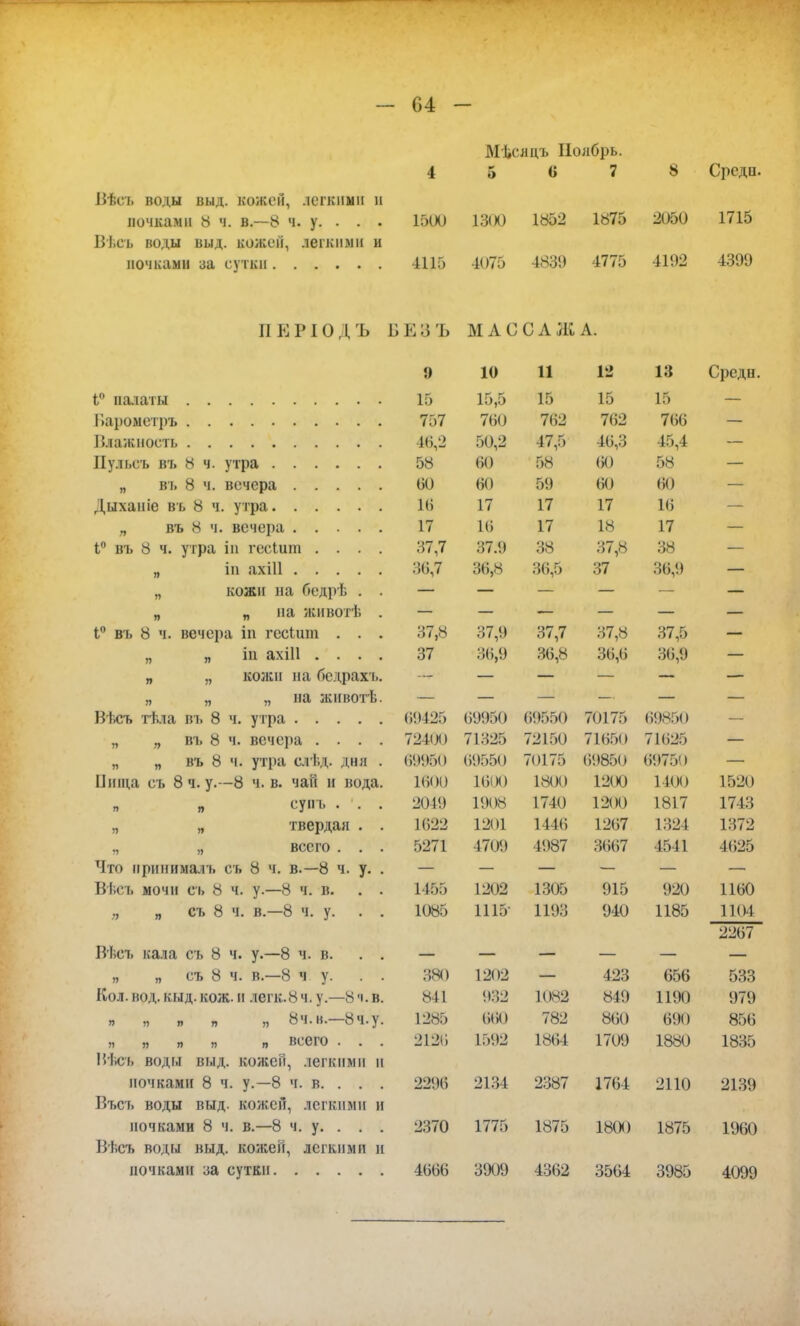 — 64 —
Мѣсяцъ Ноябрь.
4 5 6 7 8 Средн.
Вѣсъ воды выд. кожей, легкими и
почками 8 ч. в.—8 ч. у. . . . 1500 1300 1852 1875 2050 1715
Вѣсъ воды выд. кожей, легкими и
почками за сутки . . . . . . 4115 4075 4839 4775 4192 4399
ПЕРІОДЪ БЕЗЪ МАССАЖА.
9 10 11 12 13 Средн.
t° палаты . . . . . . . . . . 15 15,5 15 15 15 —
Барометръ . . . . . . . . . . 757 760 762 762 766 —
Влажность . . . . . . . . . . 46,2 50,2 47,5 46,3 45,4 —
Пульсъ въ 8 ч. утра . . . . . . 58 60 58 60 58 —
„ въ 8 ч. вечера . . . . . 60 60 59 60 60 —
Дыханіе въ 8 ч. утра. . . . . . 16 17 17 17 16 —
„ въ 8 ч. вечера . . . . . 17 16 17 18 17 —
t° въ 8 ч. утра in rectum . . . . 37,7 37.9 38 37,8 38 —
„ in axill . . . . . 36,7 36,8 36,5 37 36,9 —
„ кожи на бедрѣ . . — — — — — —
„ „ на животѣ . — — — — — —
t° въ 8 ч. вечера in rectum . . . 37,8 37,9 37,7 37,8 37,5 —
„ „ in axill . . . . 37 36,9 36,8 36,6 36,9 —
„ „ кожи на бедрахъ. — — — — — —
„ „ „ на животѣ. — — — — — —
Вѣсъ тѣла въ 8 ч. утра . . . . . 69425 69950 69550 70175 69850 —
„ „ въ 8 ч. вечера . . . . 72400 71325 72150 71650 71625 —
„ „ въ 8 ч. утра слѣд. дня . 69950 69550 70175 69850 69750 —
Пища съ 8 ч. у.—8 ч. в. чай и вода. 1600 1600 1800 1200 1400 1520
„ „ супъ . . . 2049 1908 1740 1200 1817 1743
„ „ твердая . . 1622 1201 1446 1267 1324 1372
„ „ всего . . . 5271 4709 4987 3667 4541 4625
Что принималъ съ 8 ч. в.—8 ч. у. . — — — — — —
Вѣсъ мочи съ 8 ч. у.—8 ч. в. . . 1455 1202 1305 915 920 1160
„ „ съ 8 ч. в.—8 ч. у. . . 1085 1115 1193 940 1185 1104
2267
Вѣсъ кала съ 8 ч. у.—8 ч. в. . . — — — — — —
„ „ съ 8 ч. в.—8 ч у. . . 380 1202 — 423 656 533
Кол. вод. выд. кож. и легк. 8 ч. у.—8 ч. в. 841 932 1082 849 1190 979
„ „ „ „ „ 8 ч. в.—8 ч. у. 1285 660 782 860 690 856
„ „ „ „ „ всего . . . 2126 1592 1864 1709 1880 1835
Вѣсъ воды выд. кожей, легкими и
почками 8 ч. у.—8 ч. в. . . . 2296 2134 2387 1764 2110 2139
Въсъ воды выд. кожей, легкими и
почками 8 ч. в.—8 ч. у. . . . 2370 1775 1875 1800 1875 1960
Вѣсъ воды выд. кожей, легкими и
почками за сутки. . . . . . 4666 3909 4362 3564 3985 4099